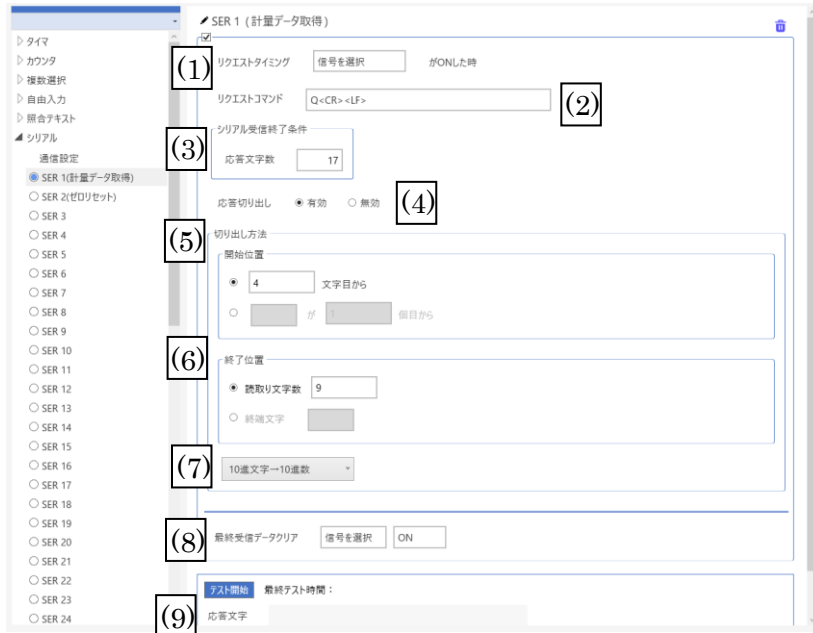 タイマ
カウンタ
複数選択
自由入力
照合テキスト
シリアル
通信設定
SER 1(計量データ取得)
SER 2(ゼロリセット)
SER 3
SER 4
SER 5
SER 6
SER 7
SER 8
SER 9
SER 10
SER 11
SER 12
SER 13
SER 14
SER 15
SER 16
SER 17
SER 18
SER 19
SER 20
SER 21
SER 22
SER 23
SER 24
SER 1 (計量データ取得)
(1) リクエストタイミング 信号を選択 がONした時
リクエストコマンド Q<CR><LF> (2)
(3) シリアル受信終了条件
応答文字数 17
応答切り出し 有効 無効 (4)
(5) 切り出し方法
開始位置
4 文字目から
が 1 個目から
(6) 終了位置
読取り文字数 9
終端文字
(7) 10進文字→10進数
(8) 最終受信データクリア 信号を選択 ON
テスト開始 最終テスト時間：
(9) 応答文字